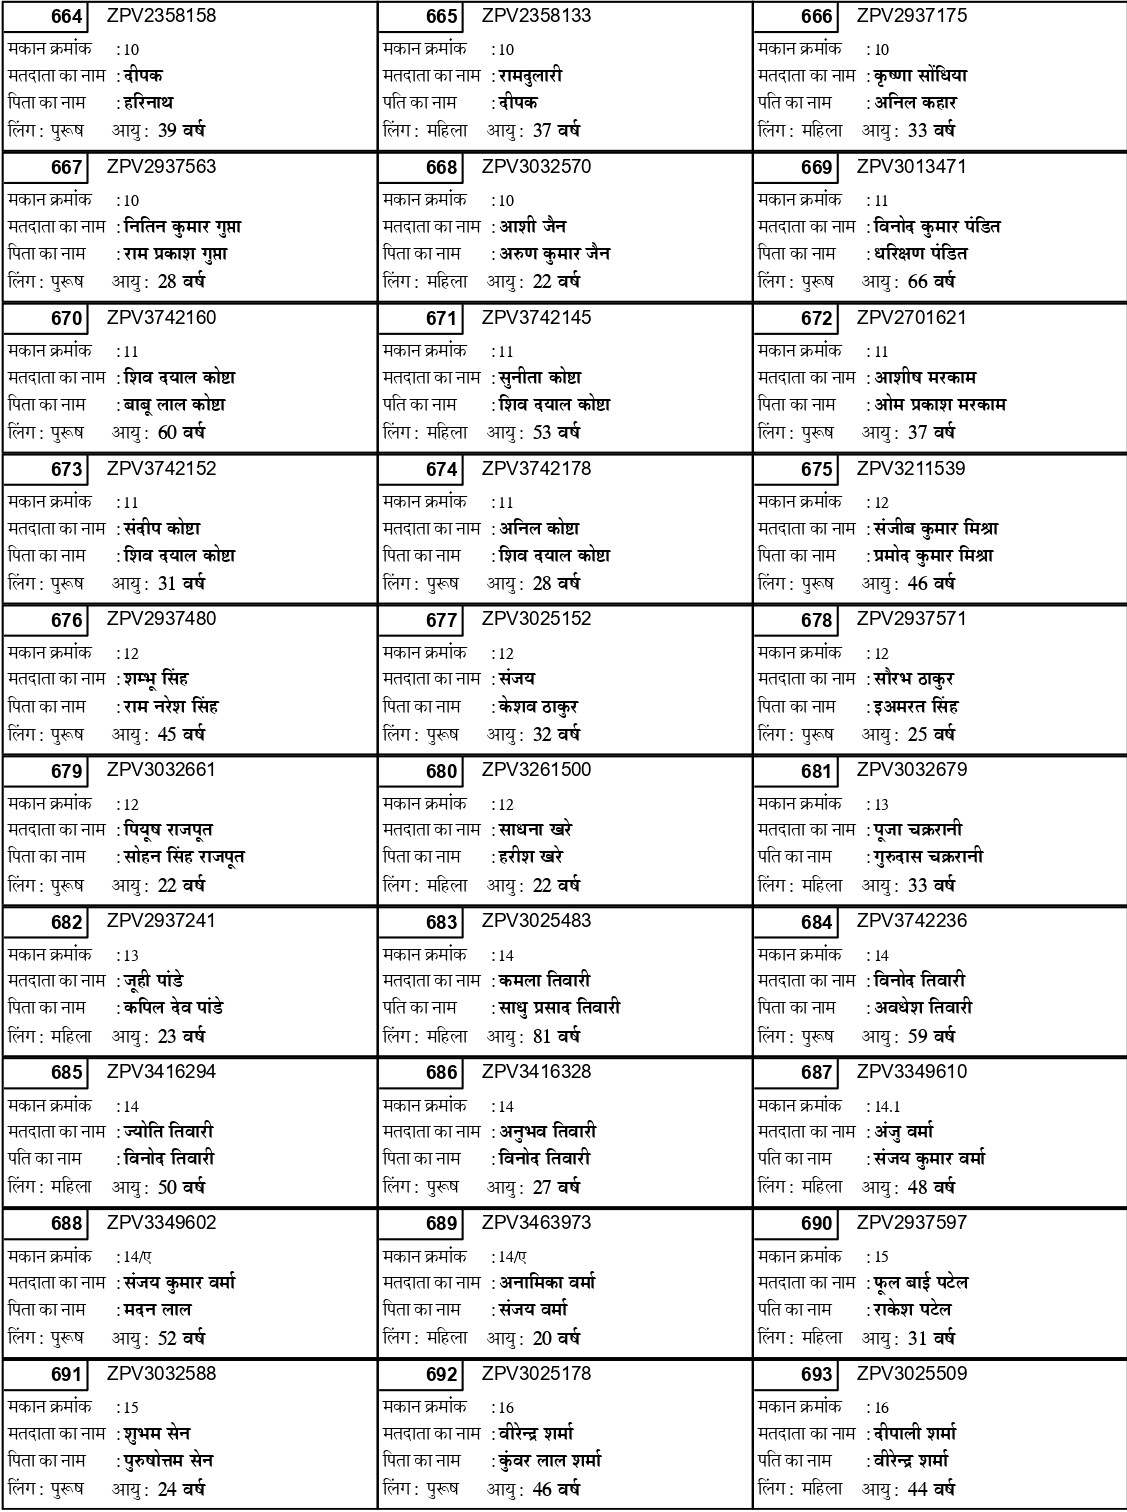 664 ZPV2358158
मकान क्रमांक :10
मतदाता का नाम :दीपक
पिता का नाम :हरिनाथ
लिंग: पुरूष आयु: 39 वर्ष
665 ZPV2358133
मकान क्रमांक :10
मतदाता का नाम :रामदुलारी
पति का नाम :दीपक
लिंग: महिला आयु: 37 वर्ष
666 ZPV2937175
मकान क्रमांक :10
मतदाता का नाम :कृष्णा सोंधिया
पति का नाम :अनिल कहार
लिंग: महिला आयु: 33 वर्ष
667 ZPV2937563
मकान क्रमांक :10
मतदाता का नाम :नितिन कुमार गुप्ता
पिता का नाम :राम प्रकाश गुप्ता
लिंग: पुरूष आयु: 28 वर्ष
668 ZPV3032570
मकान क्रमांक :10
मतदाता का नाम :आशी जैन
पिता का नाम :अरुण कुमार जैन
लिंग: महिला आयु: 22 वर्ष
669 ZPV3013471
मकान क्रमांक :11
मतदाता का नाम :विनोद कुमार पंडित
पिता का नाम :धरिक्षण पंडित
लिंग: पुरूष आयु: 66 वर्ष
670 ZPV3742160
मकान क्रमांक :11
मतदाता का नाम :शिव दयाल कोष्टा
पिता का नाम :बाबू लाल कोष्टा
लिंग: पुरूष आयु: 60 वर्ष
671 ZPV3742145
मकान क्रमांक :11
मतदाता का नाम :सुनीता कोष्टा
पति का नाम :शिव दयाल कोष्टा
लिंग: महिला आयु: 53 वर्ष
672 ZPV2701621
मकान क्रमांक :11
मतदाता का नाम :आशीष मरकाम
पिता का नाम :ओम प्रकाश मरकाम
लिंग: पुरूष आयु: 37 वर्ष
673 ZPV3742152
मकान क्रमांक :11
मतदाता का नाम :संदीप कोष्टा
पिता का नाम :शिव दयाल कोष्टा
लिंग: पुरूष आयु: 31 वर्ष
674 ZPV3742178
मकान क्रमांक :11
मतदाता का नाम :अनिल कोष्टा
पिता का नाम :शिव दयाल कोष्टा
लिंग: पुरूष आयु: 28 वर्ष
675 ZPV3211539
मकान क्रमांक :12
मतदाता का नाम :संजीब कुमार मिश्रा
पिता का नाम :प्रमोद कुमार मिश्रा
लिंग: पुरूष आयु: 46 वर्ष
676 ZPV2937480
मकान क्रमांक :12
मतदाता का नाम :शम्भू सिंह
पिता का नाम :राम नरेश सिंह
लिंग: पुरूष आयु: 45 वर्ष
677 ZPV3025152
मकान क्रमांक :12
मतदाता का नाम :संजय
पिता का नाम :केशव ठाकुर
लिंग: पुरूष आयु: 32 वर्ष
678 ZPV2937571
मकान क्रमांक :12
मतदाता का नाम :सौरभ ठाकुर
पिता का नाम :इअमरत सिंह
लिंग: पुरूष आयु: 25 वर्ष
679 ZPV3032661
मकान क्रमांक :12
मतदाता का नाम :पियूष राजपूत
पिता का नाम :सोहन सिंह राजपूत
लिंग: पुरूष आयु: 22 वर्ष
680 ZPV3261500
मकान क्रमांक :12
मतदाता का नाम :साधना खरे
पिता का नाम :हरीश खरे
लिंग: महिला आयु: 22 वर्ष
681 ZPV3032679
मकान क्रमांक :13
मतदाता का नाम :पूजा चक्ररानी
पति का नाम :गुरुदास चक्ररानी
लिंग: महिला आयु: 33 वर्ष
682 ZPV2937241
मकान क्रमांक :13
मतदाता का नाम :जूही पांडे
पिता का नाम :कपिल देव पांडे
लिंग: महिला आयु: 23 वर्ष
683 ZPV3025483
मकान क्रमांक :14
मतदाता का नाम :कमला तिवारी
पति का नाम :साधु प्रसाद तिवारी
लिंग: महिला आयु: 81 वर्ष
684 ZPV3742236
मकान क्रमांक :14
मतदाता का नाम :विनोद तिवारी
पिता का नाम :अवधेश तिवारी
लिंग: पुरूष आयु: 59 वर्ष
685 ZPV3416294
मकान क्रमांक :14
मतदाता का नाम :ज्योति तिवारी
पति का नाम :विनोद तिवारी
लिंग: महिला आयु: 50 वर्ष
686 ZPV3416328
मकान क्रमांक :14
मतदाता का नाम :अनुभव तिवारी
पिता का नाम :विनोद तिवारी
लिंग: पुरूष आयु: 27 वर्ष
687 ZPV3349610
मकान क्रमांक :14.1
मतदाता का नाम :अंजु वर्मा
पति का नाम :संजय कुमार वर्मा
लिंग: महिला आयु: 48 वर्ष
688 ZPV3349602
मकान क्रमांक :14/ए
मतदाता का नाम :संजय कुमार वर्मा
पिता का नाम :मदन लाल
लिंग: पुरूष आयु: 52 वर्ष
689 ZPV3463973
मकान क्रमांक :14/ए
मतदाता का नाम :अनामिका वर्मा
पिता का नाम :संजय वर्मा
लिंग: महिला आयु: 20 वर्ष
690 ZPV2937597
मकान क्रमांक :15
मतदाता का नाम :फूल बाई पटेल
पति का नाम :राकेश पटेल
लिंग: महिला आयु: 31 वर्ष
691 ZPV3032588
मकान क्रमांक :15
मतदाता का नाम :शुभम सेन
पिता का नाम :पुरुषोत्तम सेन
लिंग: पुरूष आयु: 24 वर्ष
692 ZPV3025178
मकान क्रमांक :16
मतदाता का नाम :वीरेन्द्र शर्मा
पिता का नाम :कुंवर लाल शर्मा
लिंग: पुरूष आयु: 46 वर्ष
693 ZPV3025509
मकान क्रमांक :16
मतदाता का नाम :दीपाली शर्मा
पति का नाम :वीरेन्द्र शर्मा
लिंग: महिला आयु: 44 वर्ष